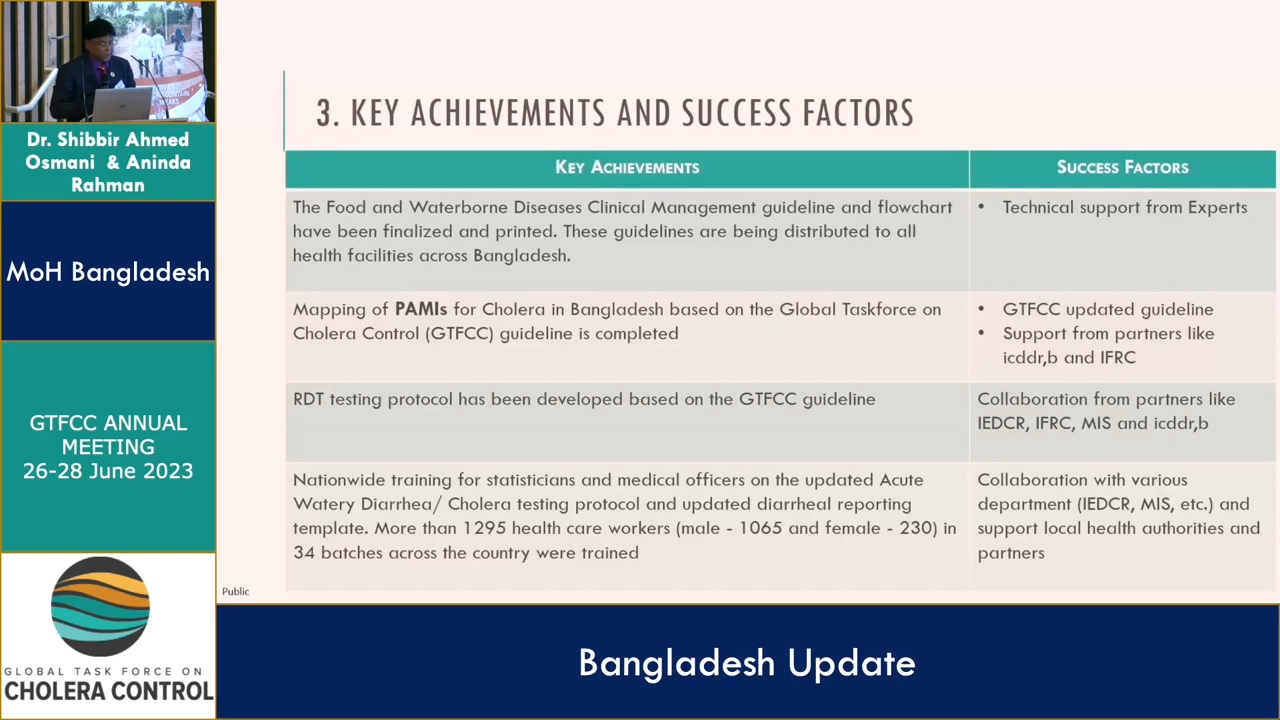 Dr. Shibbir Ahmed
Osmani & Aninda
Rahman
MoH Bangladesh
GTFCC ANNUAL
MEETING
26-28 June 2023
GLOBAL TASK FORCE ON
CHOLERA CONTROL
3. KEY ACHIEVEMENTS AND SUCCESS FACTORS
KEY ACHIEVEMENTS
SUCCESS FACTORS
The Food and Waterborne Diseases Clinical Management guideline and flowchart
have been finalized and printed. These guidelines are being distributed to all
health facilities across Bangladesh.
• Technical support from Experts
Mapping of PAMIs for Cholera in Bangladesh based on the Global Taskforce on
Cholera Control (GTFCC) guideline is completed
• GTFCC updated guideline
• Support from partners like
icddr,b and IFRC
RDT testing protocol has been developed based on the GTFCC guideline
Collaboration from partners like
IEDCR, IFRC, MIS and icddr,b
Nationwide training for statisticians and medical officers on the updated Acute
Watery Diarrhea/ Cholera testing protocol and updated diarrheal reporting
template. More than 1295 health care workers (male - 1065 and female - 230) in
34 batches across the country were trained
Collaboration with various
department (IEDCR, MIS, etc.) and
support local health authorities and
partners
Public
Bangladesh Update